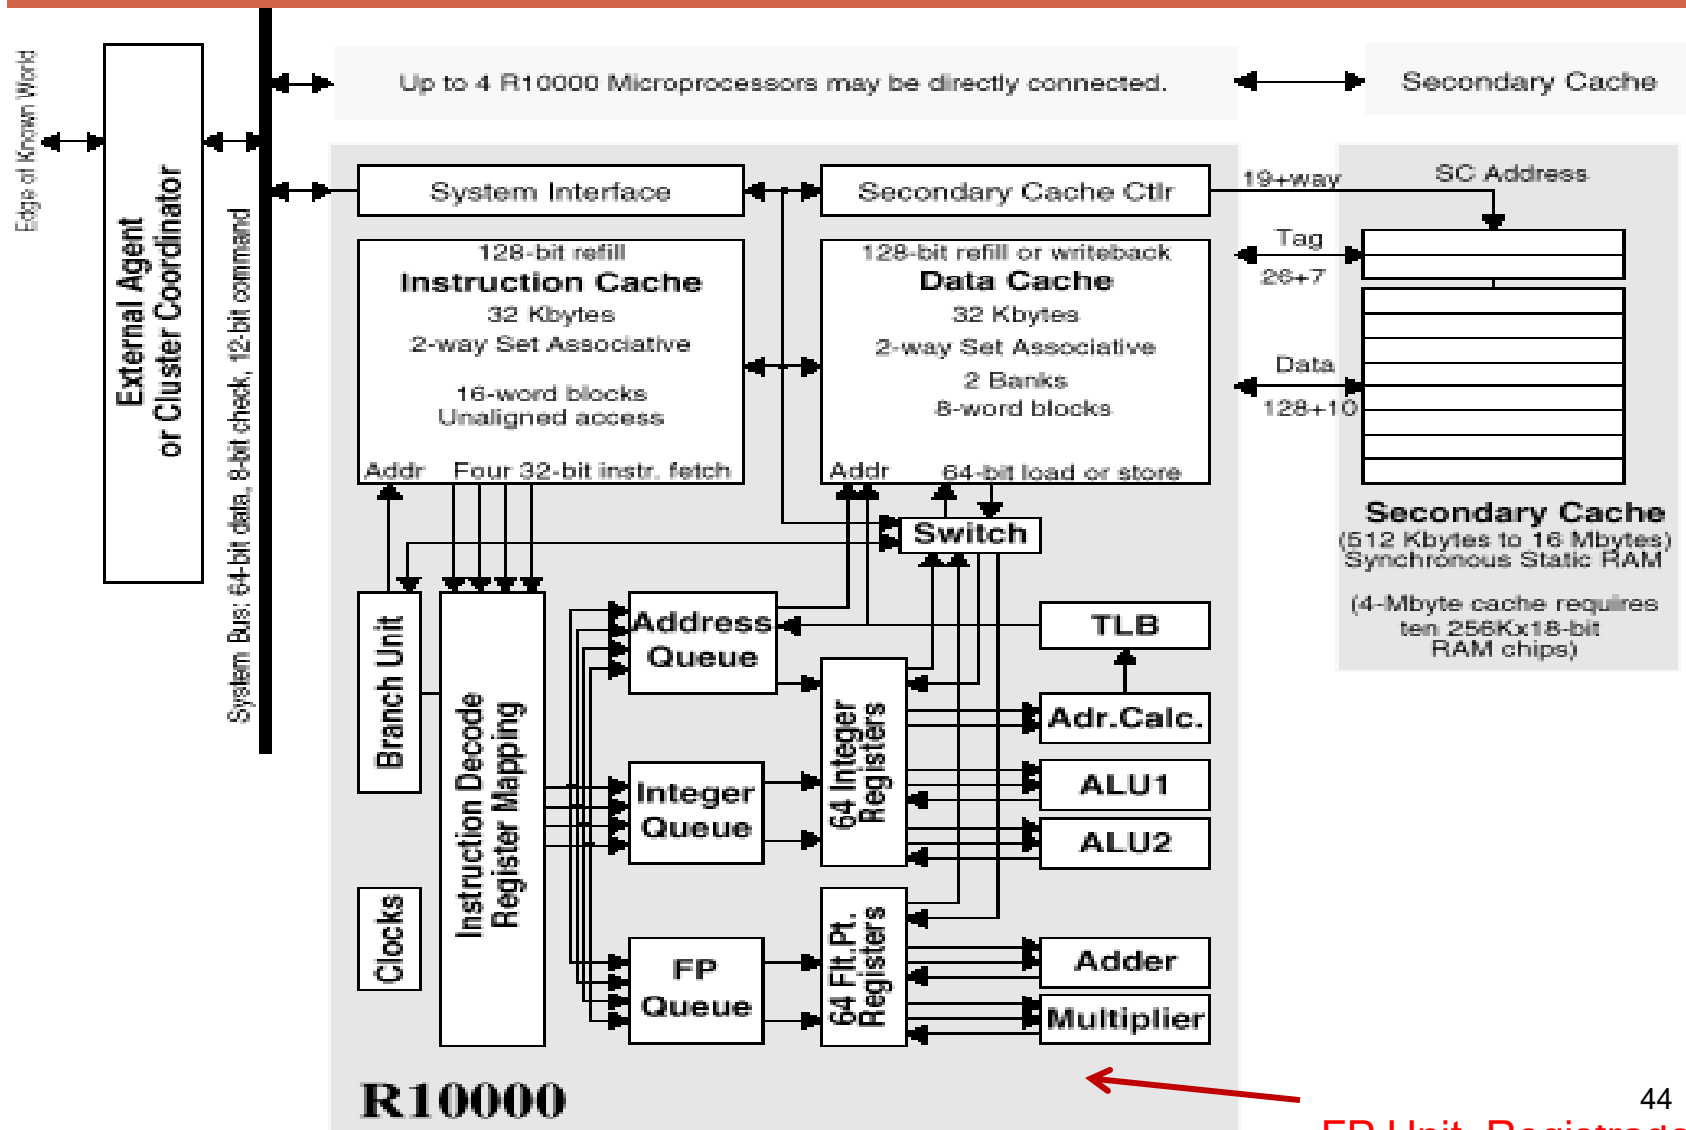 Edge of Known World
External Agent
or Cluster Coordinator
System Bus: 64-bit data, 8-bit check, 12-bit command
Up to 4 R10000 Microprocessors may be directly connected.
Secondary Cache
System Interface
Secondary Cache Ctlr
19+way
SC Address
128-bit refill
Instruction Cache
32 Kbytes
2-way Set Associative
16-word blocks
Unaligned access
Addr Four 32-bit instr. fetch
128-bit refill or writeback
Data Cache
32 Kbytes
2-way Set Associative
2 Banks
8-word blocks
Addr 64-bit load or store
Tag
26+7
Data
128+10
Secondary Cache
(512 Kbytes to 16 Mbytes)
Synchronous Static RAM
(4-Mbyte cache requires
ten 256Kx18-bit
RAM chips)
Switch
Branch Unit
Clocks
Instruction Decode
Register Mapping
Address
Queue
Integer
Queue
FP
Queue
64 Integer
Registers
64 Flt.Pt.
Registers
TLB
Adr.Calc.
ALU1
ALU2
Adder
Multiplier
R10000
44
FP Unit